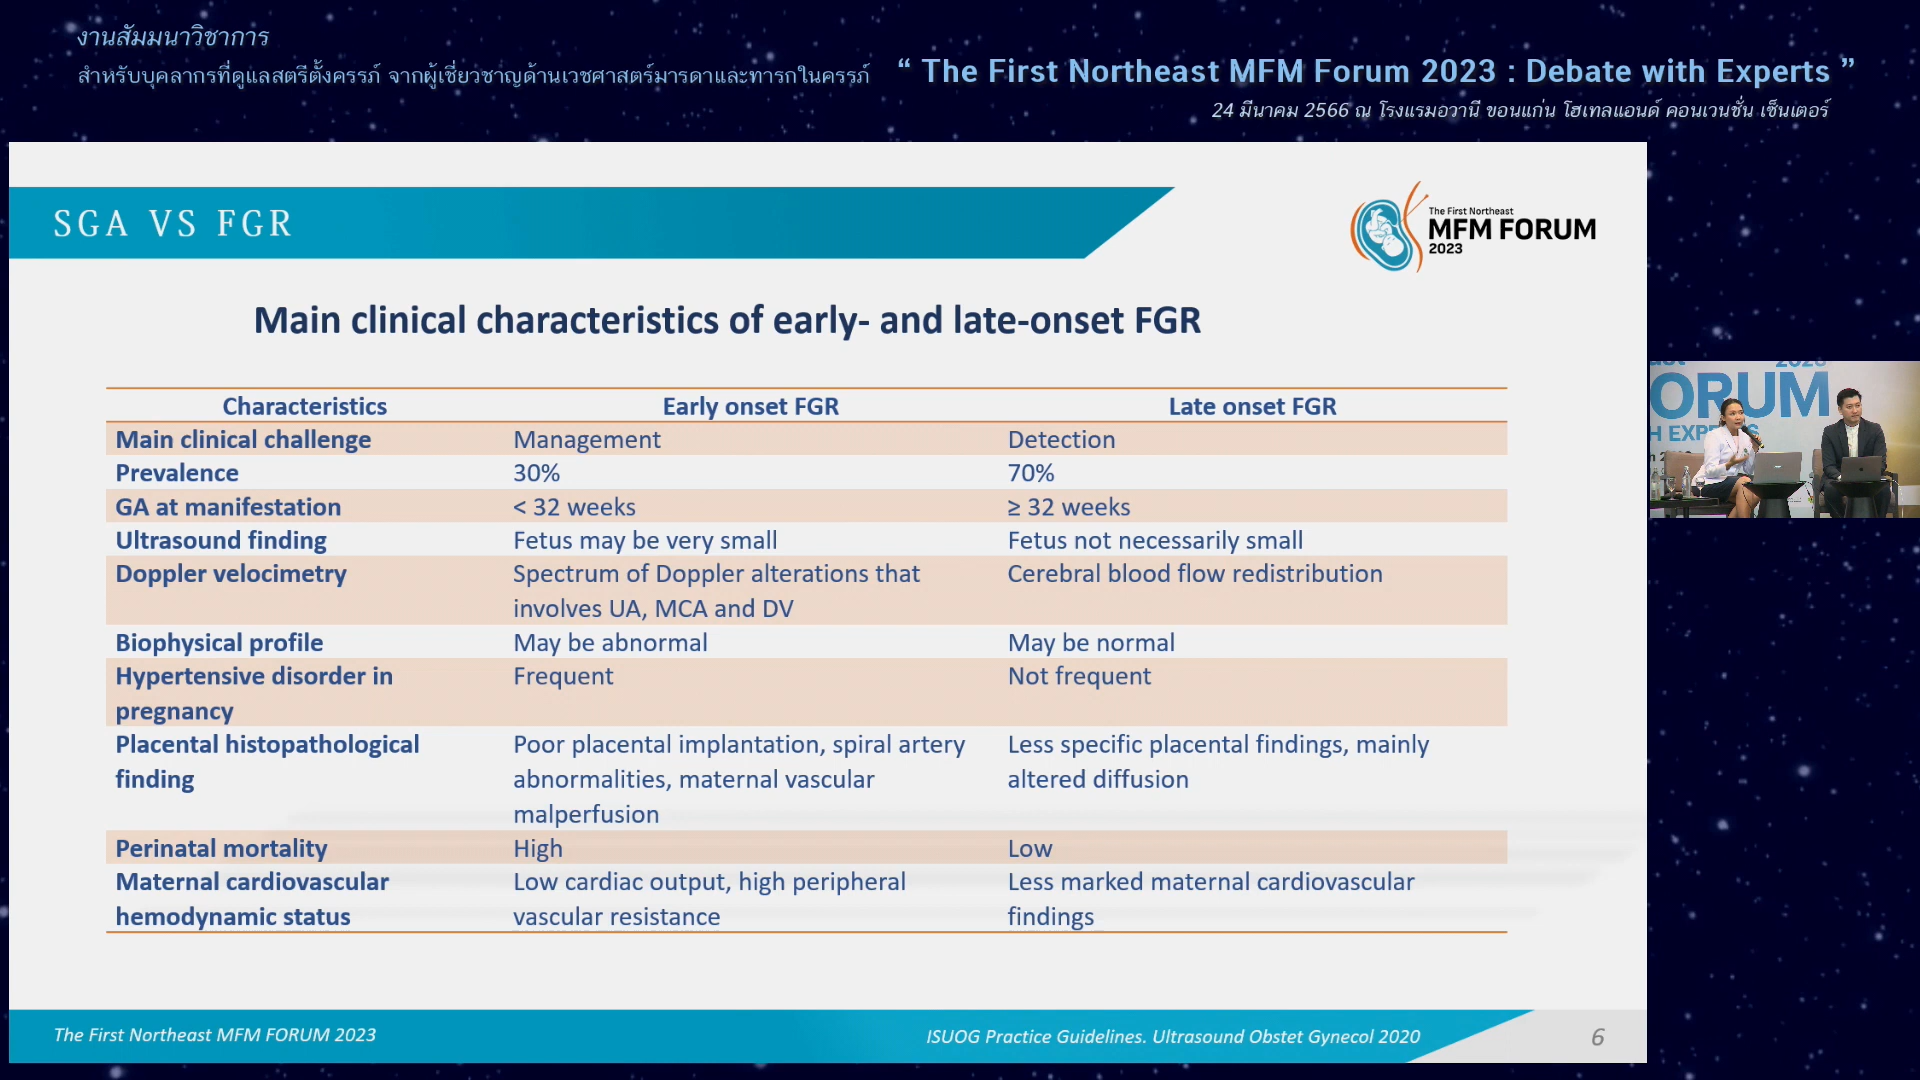 งานสัมมนาวิชาการ
สำหรับบุคลากรที่ดูแลสตรีตั้งครรภ์ จากผู้เชี่ยวชาญด้านเวชศาสตร์มารดาและทารกในครรภ์
“ The First Northeast MFM Forum 2023 : Debate with Experts ”
24 มีนาคม 2566 ณ โรงแรมอวานี ขอนแก่น โฮเทลแอนด์ คอนเวนชั่น เซ็นเตอร์
SGA VS FGR
The First Northeast
MFM FORUM
2023
Main clinical characteristics of early- and late-onset FGR
Characteristics Early onset FGR Late onset FGR
Main clinical challenge Management Detection
Prevalence 30% 70%
GA at manifestation < 32 weeks ≥ 32 weeks
Ultrasound finding Fetus may be very small Fetus not necessarily small
Doppler velocimetry Spectrum of Doppler alterations that Cerebral blood flow redistribution
involves UA, MCA and DV
Biophysical profile May be abnormal May be normal
Hypertensive disorder in Frequent Not frequent
pregnancy
Placental histopathological Poor placental implantation, spiral artery Less specific placental findings, mainly
finding abnormalities, maternal vascular altered diffusion
malperfusion
Perinatal mortality High Low
Maternal cardiovascular Low cardiac output, high peripheral Less marked maternal cardiovascular
hemodynamic status vascular resistance findings
The First Northeast MFM FORUM 2023
ISUOG Practice Guidelines. Ultrasound Obstet Gynecol 2020
6
ORUM